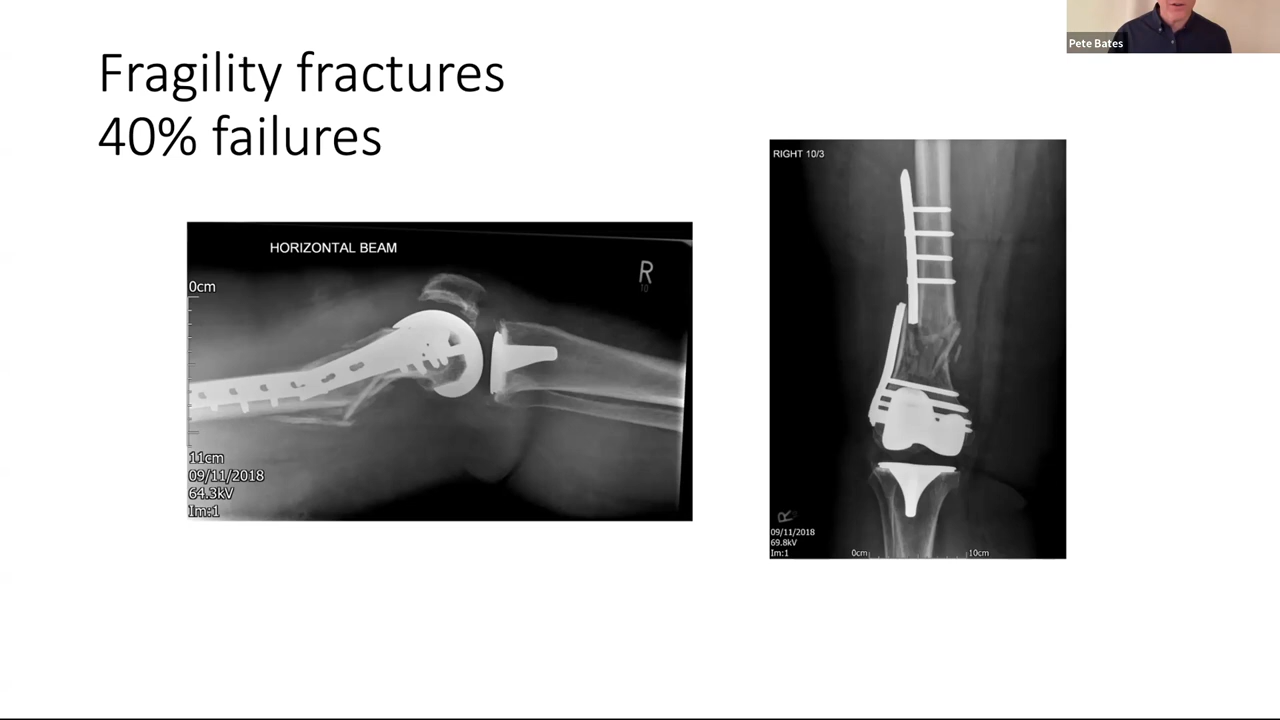 Pete Bates
Fragility fractures
40% failures
HORIZONTAL BEAM
R
10
0cm
11cm
09/11/2018
64.3kV
Im:1
RIGHT 10/3
R
09/11/2018
69.8kV
Im:1
0cm
10cm